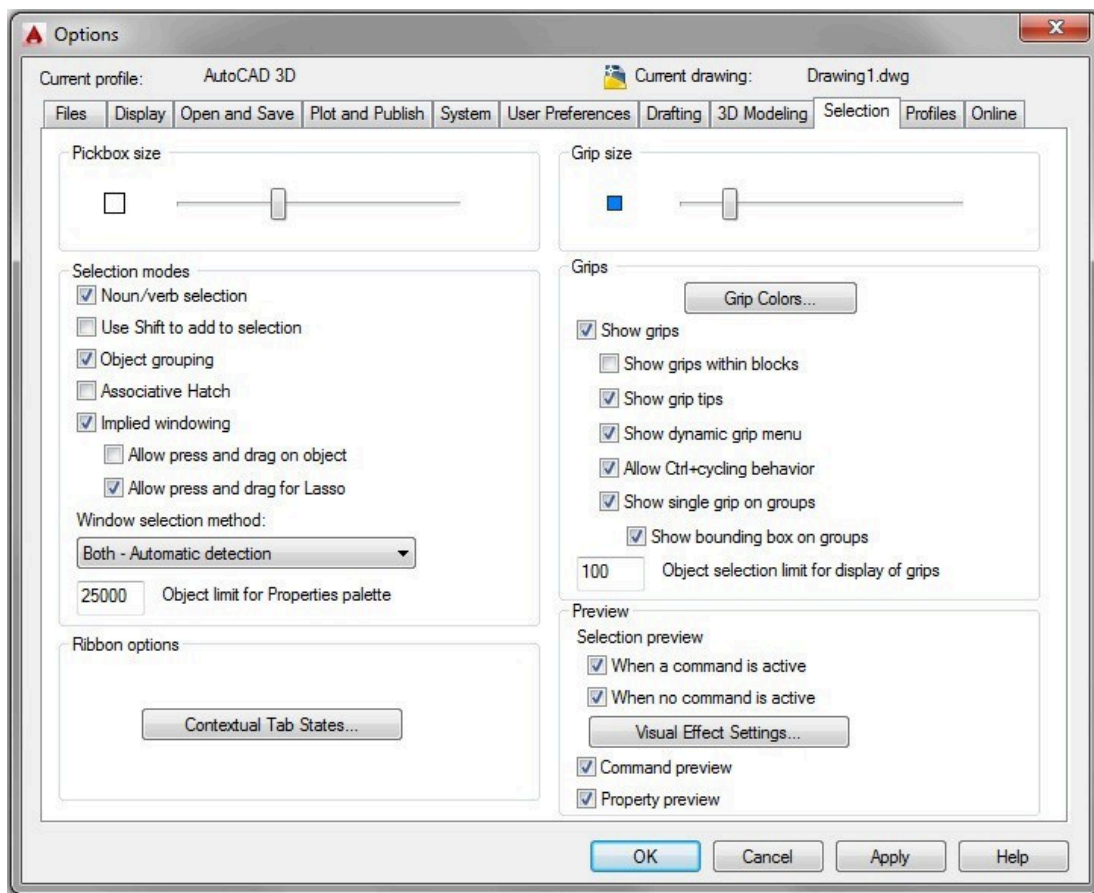 Options
Current profile: AutoCAD 3D Current drawing: Drawing1.dwg
Files Display Open and Save Plot and Publish System User Preferences Drafting 3D Modeling Selection Profiles Online
Pickbox size
Selection modes
Noun/verb selection
Use Shift to add to selection
Object grouping
Associative Hatch
Implied windowing
Allow press and drag on object
Allow press and drag for Lasso
Window selection method:
Both - Automatic detection
25000 Object limit for Properties palette
Ribbon options
Contextual Tab States...
Grip size
Grips
Grip Colors...
Show grips
Show grips within blocks
Show grip tips
Show dynamic grip menu
Allow Ctrl+cycling behavior
Show single grip on groups
Show bounding box on groups
100 Object selection limit for display of grips
Preview
Selection preview
When a command is active
When no command is active
Visual Effect Settings...
Command preview
Property preview
OK Cancel Apply Help